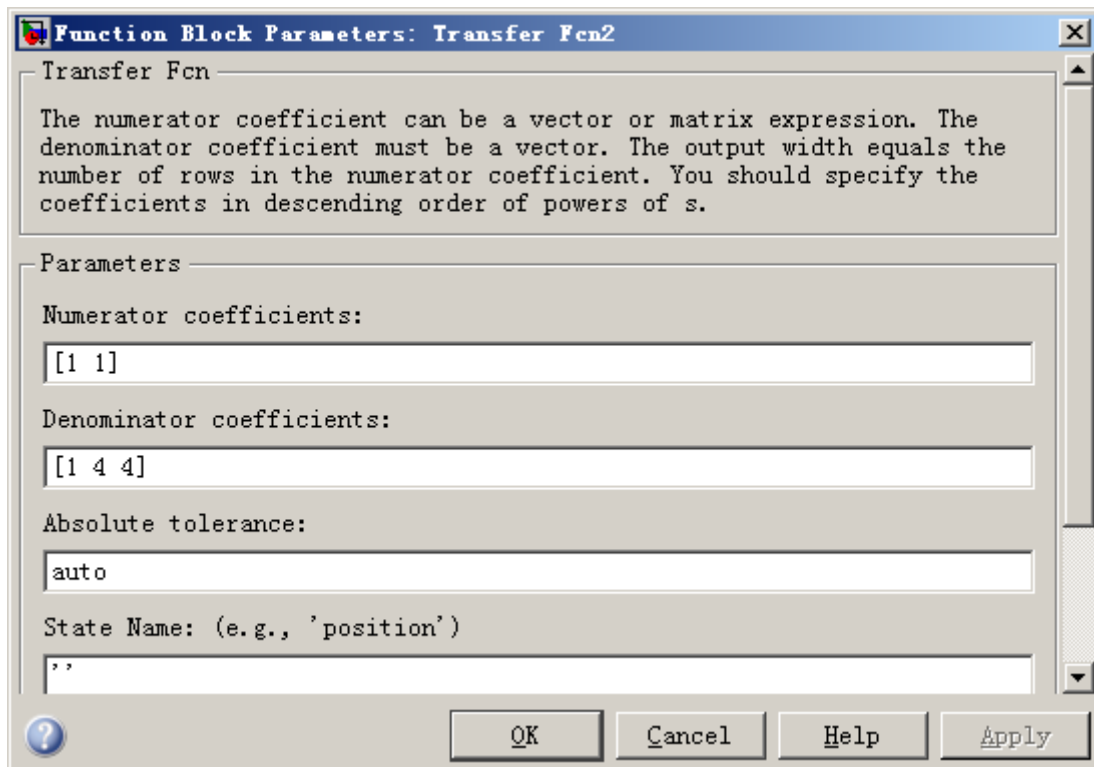 Function Block Parameters: Transfer Fcn2
Transfer Fcn
The numerator coefficient can be a vector or matrix expression. The
denominator coefficient must be a vector. The output width equals the
number of rows in the numerator coefficient. You should specify the
coefficients in descending order of powers of s.
Parameters
Numerator coefficients:
[1 1]
Denominator coefficients:
[1 4 4]
Absolute tolerance:
auto
State Name: (e.g., 'position')
''
OK Cancel Help Apply